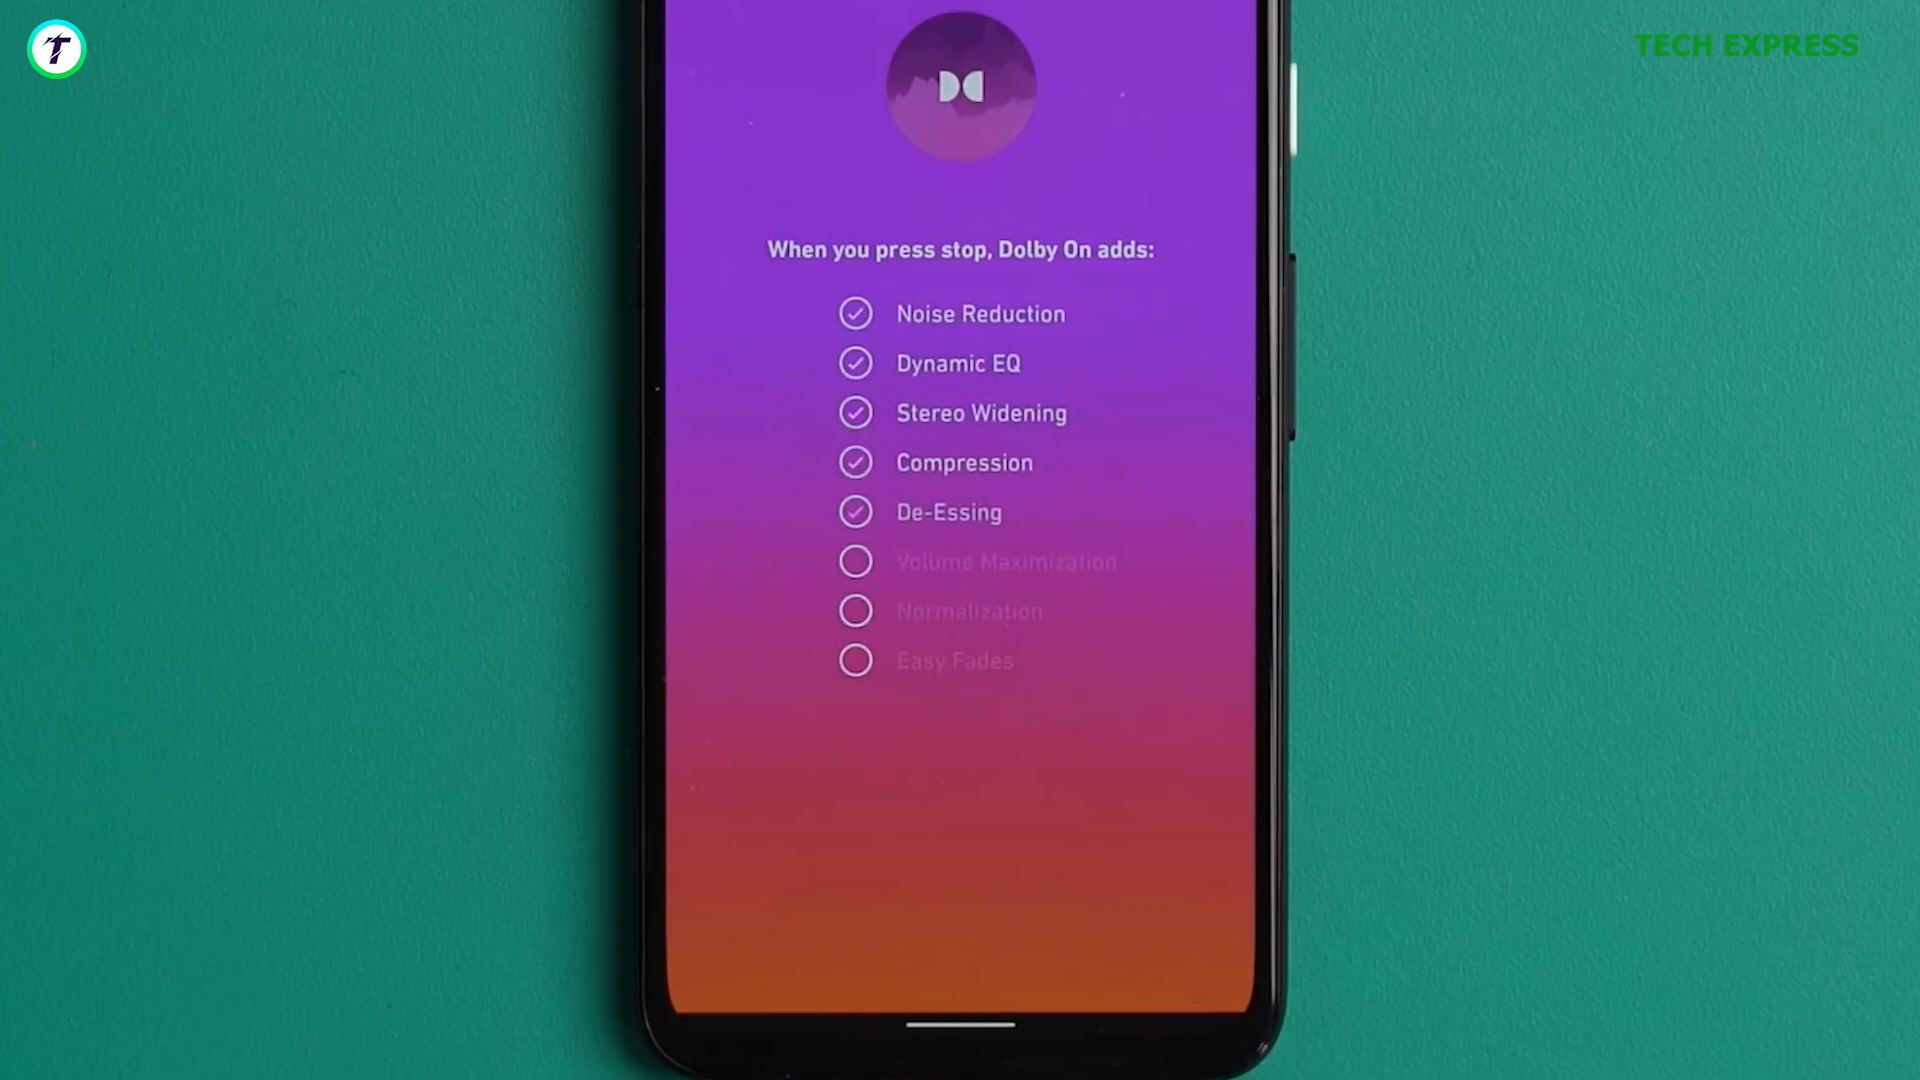 T
TECH EXPRESS
When you press stop, Dolby On adds:
Noise Reduction
Dynamic EQ
Stereo Widening
Compression
De-Essing
Volume Maximization
Normalization
Easy Fades